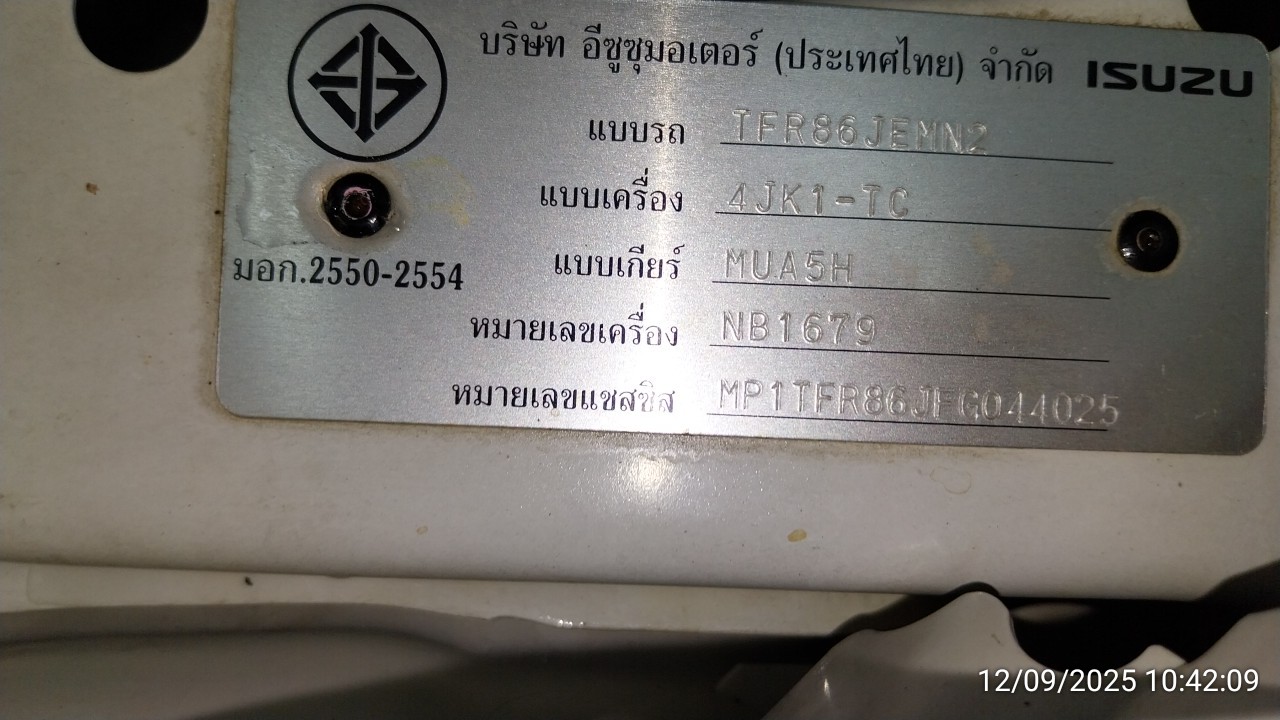 บริษัท อีซูซุมอเตอร์ (ประเทศไทย) จำกัด ISUZU
แบบรถ TFR86JEMN2
แบบเครื่อง 4JK1-TC
มอก.2550-2554
แบบเกียร์ MUA5H
หมายเลขเครื่อง NB1679
หมายเลขแชสซิส MP1TFR86JFG044025
12/09/2025 10:42:09